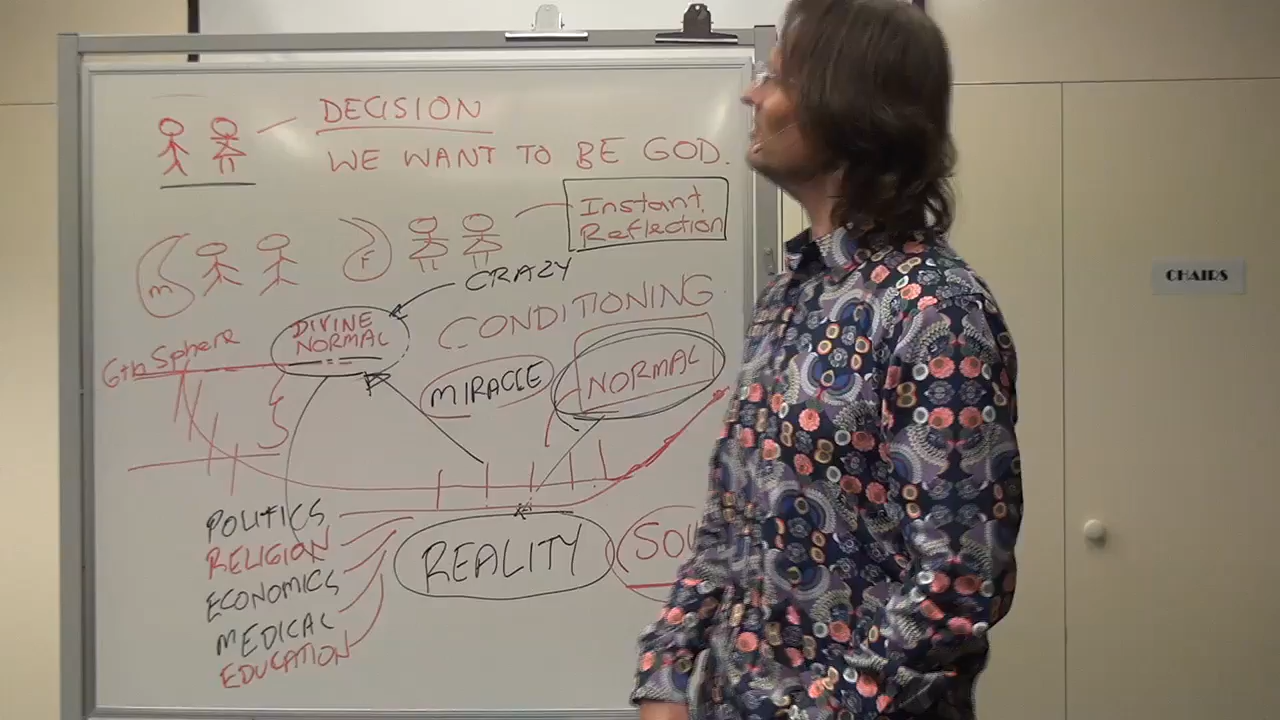 DECISION
WE WANT TO BE GOD.
Instant
Reflection
m
F
CRAZY
CONDITIONING
6th Sphere
DIVINE
NORMAL
MIRACLE
NORMAL
POLITICS
RELIGION
ECONOMICS
MEDICAL
EDUCATION
REALITY
SOU
CHAIRS